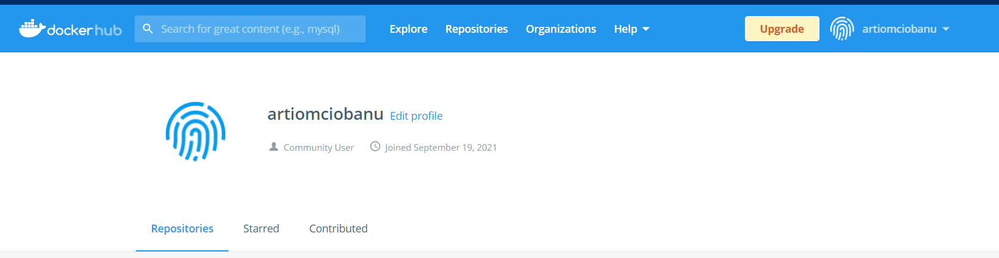 docker hub Search for great content (e.g., mysql) Explore Repositories Organizations Help Upgrade artiomciobanu
artiomciobanu Edit profile
Community User Joined September 19, 2021
Repositories Starred Contributed